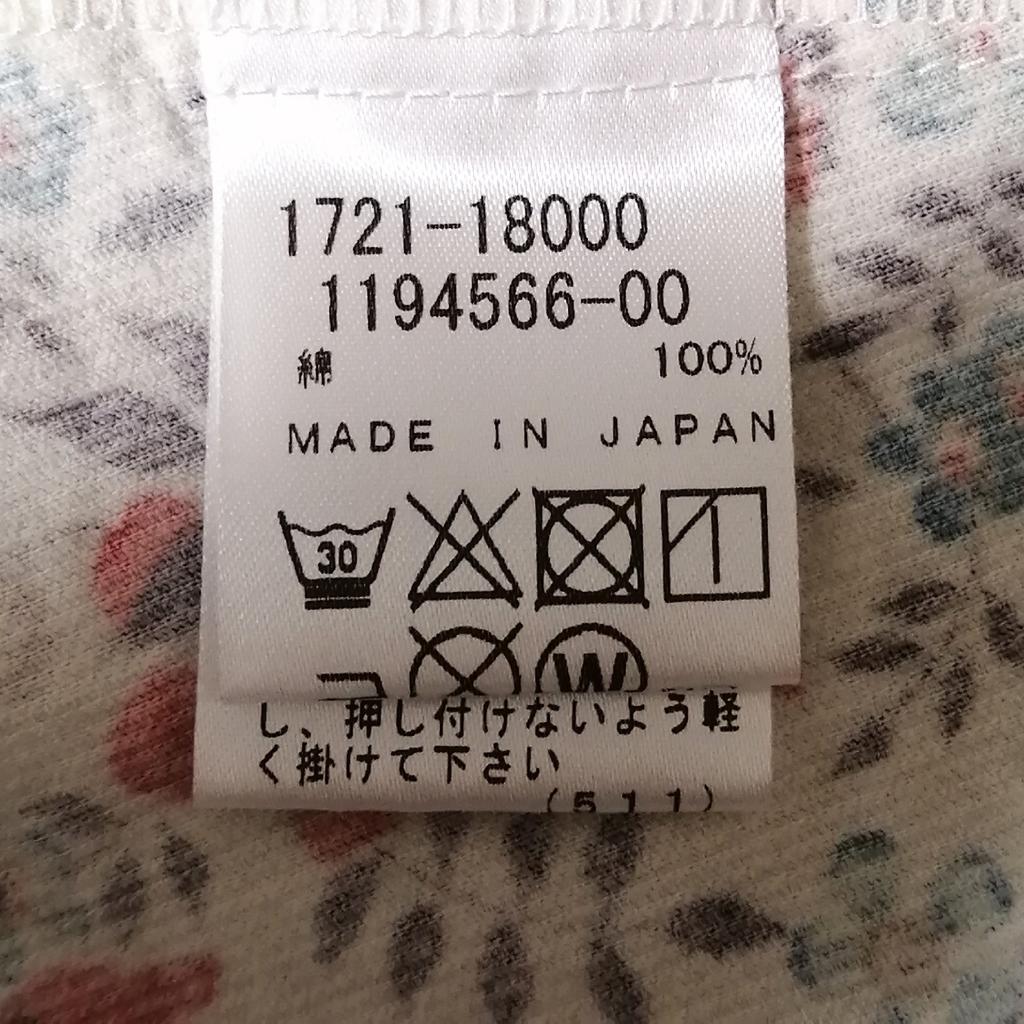 1721-18000
1194566-00
綿 100%
MADE IN JAPAN
30
W
し、押し付けないよう軽
く掛けて下さい
(511)